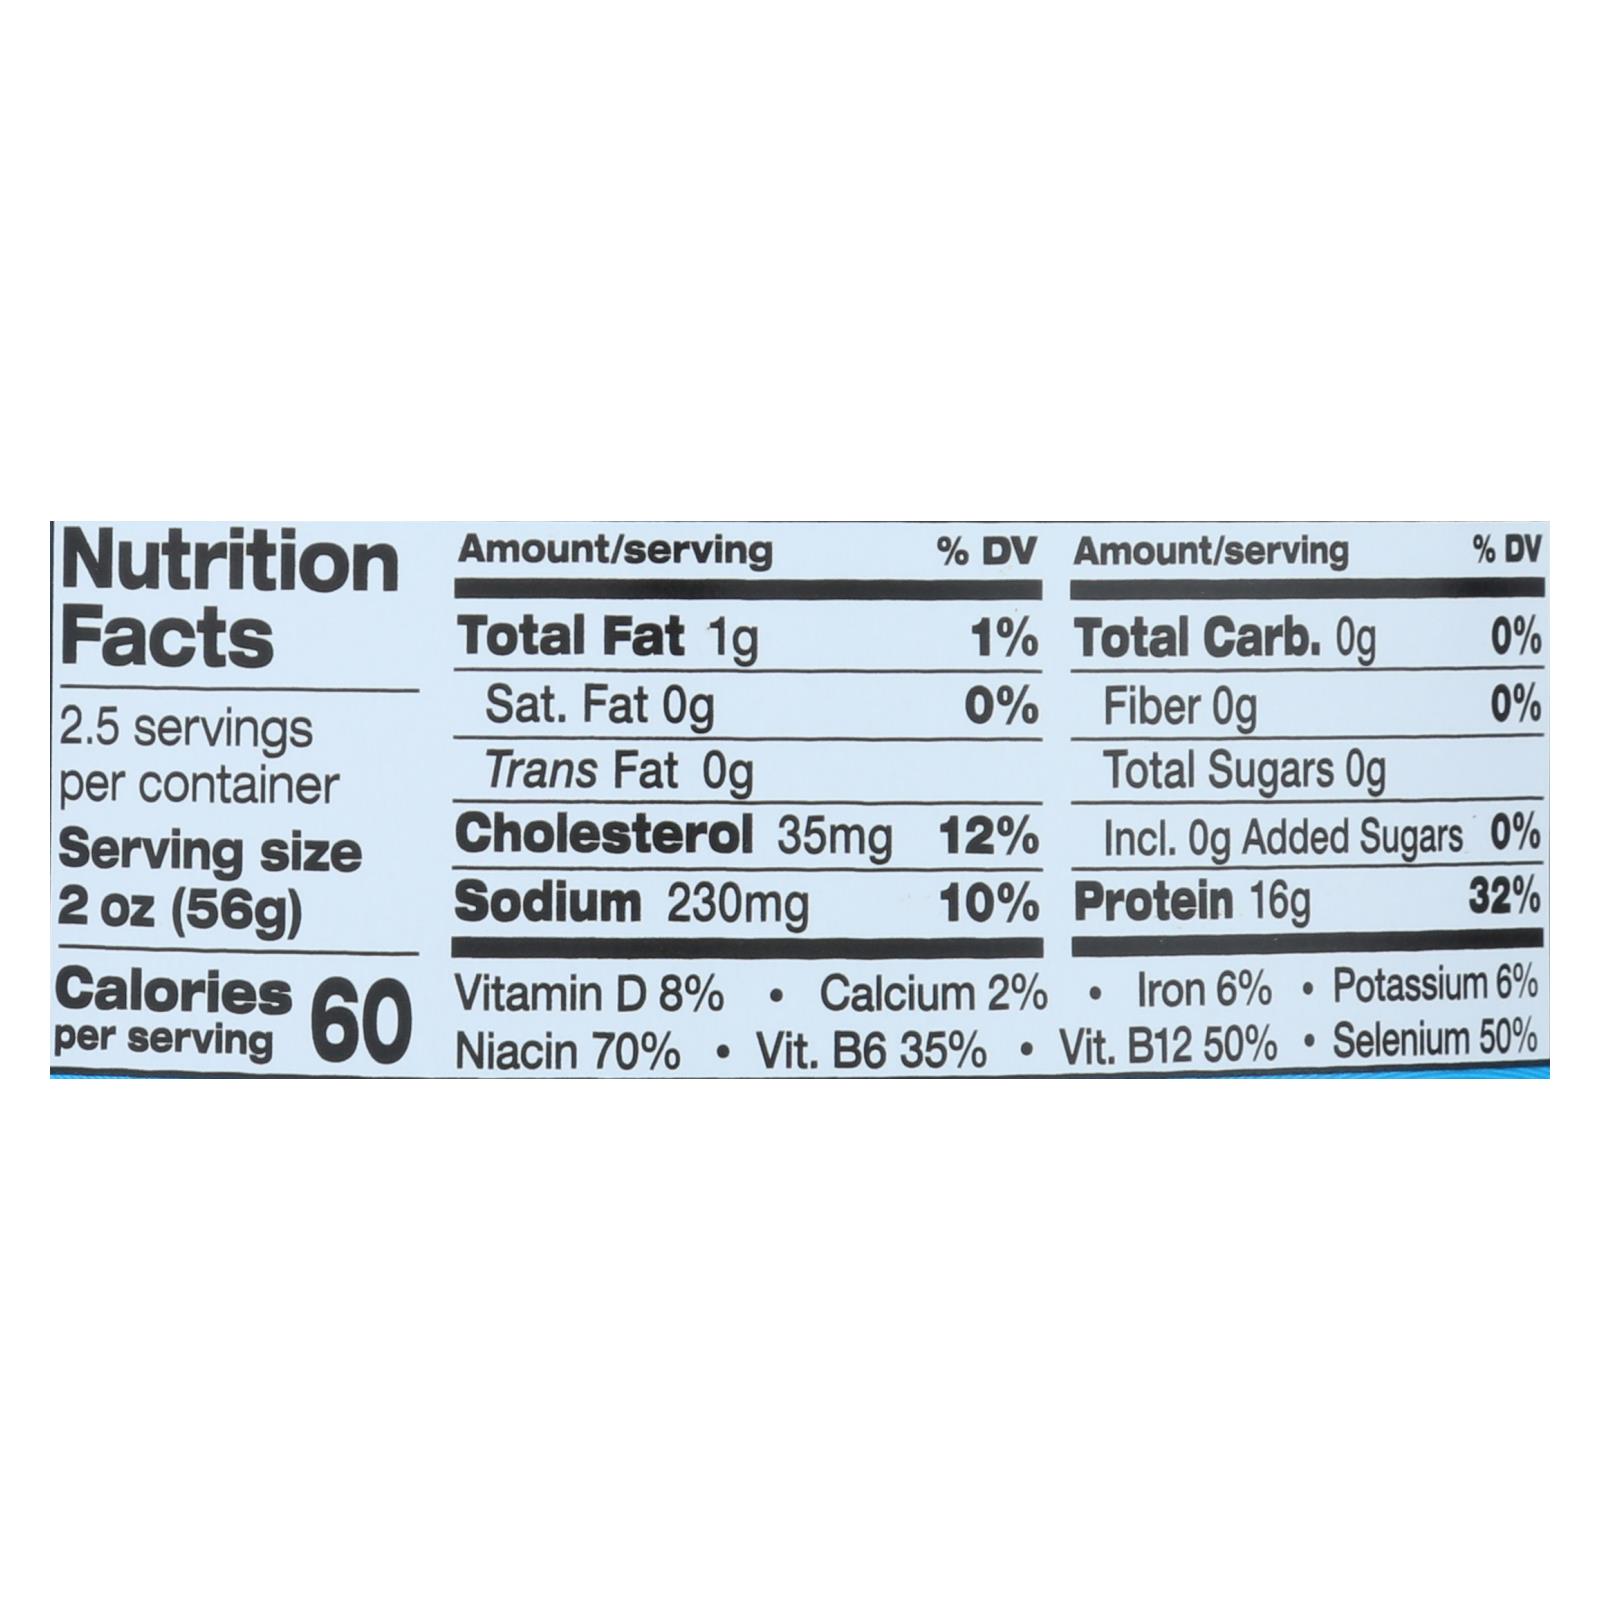 Nutrition
Facts
2.5 servings
per container
Serving size
2 oz (56g)
Calories 60
per serving
Amount/serving % DV
Total Fat 1g 1%
Sat. Fat 0g 0%
Trans Fat 0g
Cholesterol 35mg 12%
Sodium 230mg 10%
Amount/serving % DV
Total Carb. 0g 0%
Fiber 0g 0%
Total Sugars 0g
Incl. 0g Added Sugars 0%
Protein 16g 32%
Vitamin D 8% • Calcium 2% • Iron 6% • Potassium 6%
Niacin 70% • Vit. B6 35% • Vit. B12 50% • Selenium 50%